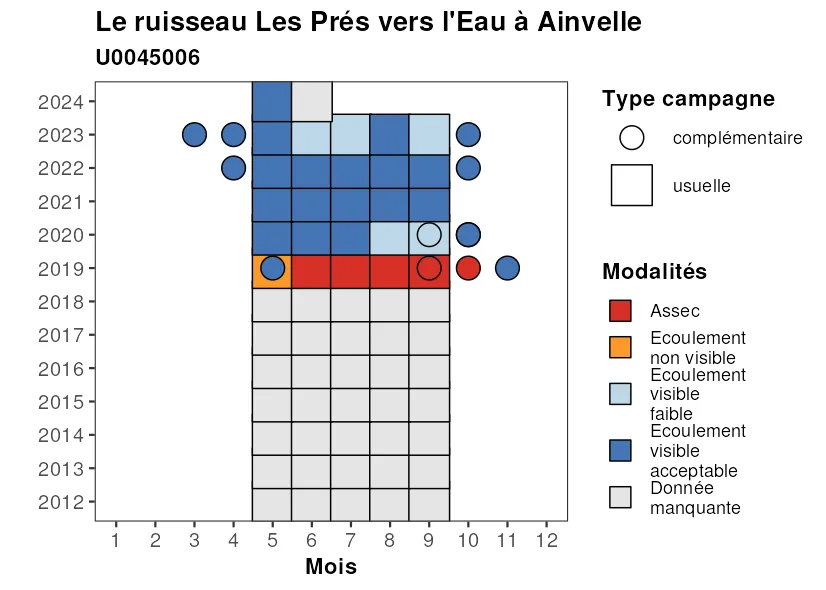 Le ruisseau Les Prés vers l'Eau à Ainvelle
U0045006
2024
2023
2022
2021
2020
2019
2018
2017
2016
2015
2014
2013
2012
1 2 3 4 5 6 7 8 9 10 11 12
Mois
Type campagne
complémentaire
usuelle
Modalités
Assec
Ecoulement
non visible
Ecoulement
visible
faible
Ecoulement
visible
acceptable
Donnée
manquante